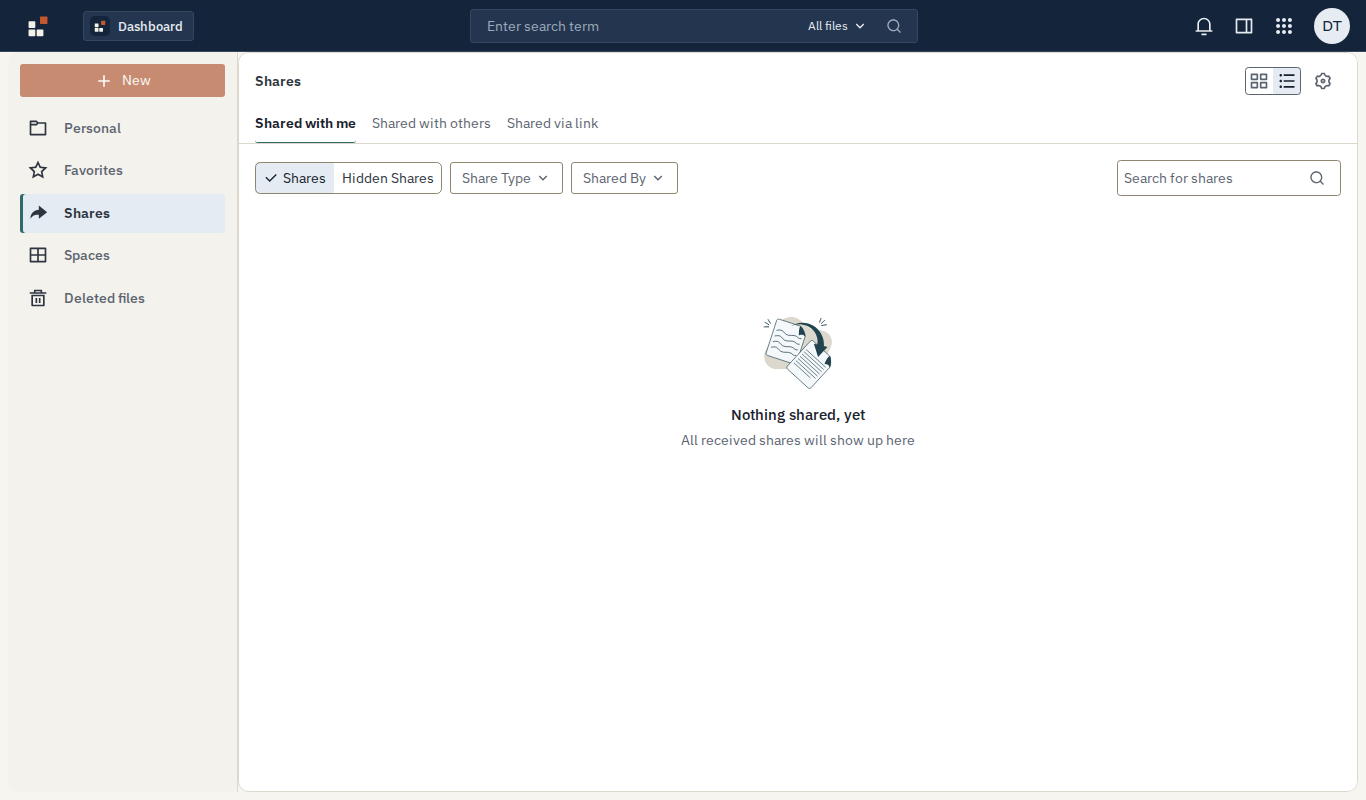 Dashboard
Enter search term
All files
DT
New
Personal
Favorites
Shares
Spaces
Deleted files
Shares
Shared with me
Shared with others
Shared via link
Shares
Hidden Shares
Share Type
Shared By
Search for shares
Nothing shared, yet
All received shares will show up here